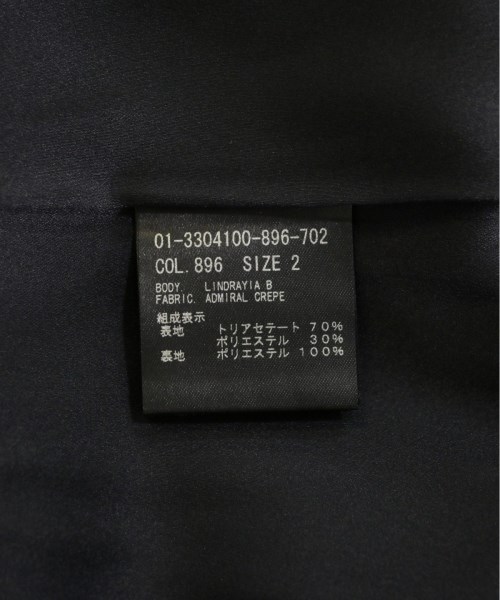 01-3304100-896-702
COL. 896 SIZE 2
BODY. LINDRAYIA B
FABRIC. ADMIRAL CREPE
組成表示
表地 トリアセテート 70%
ポリエステル 30%
裏地 ポリエステル 100%